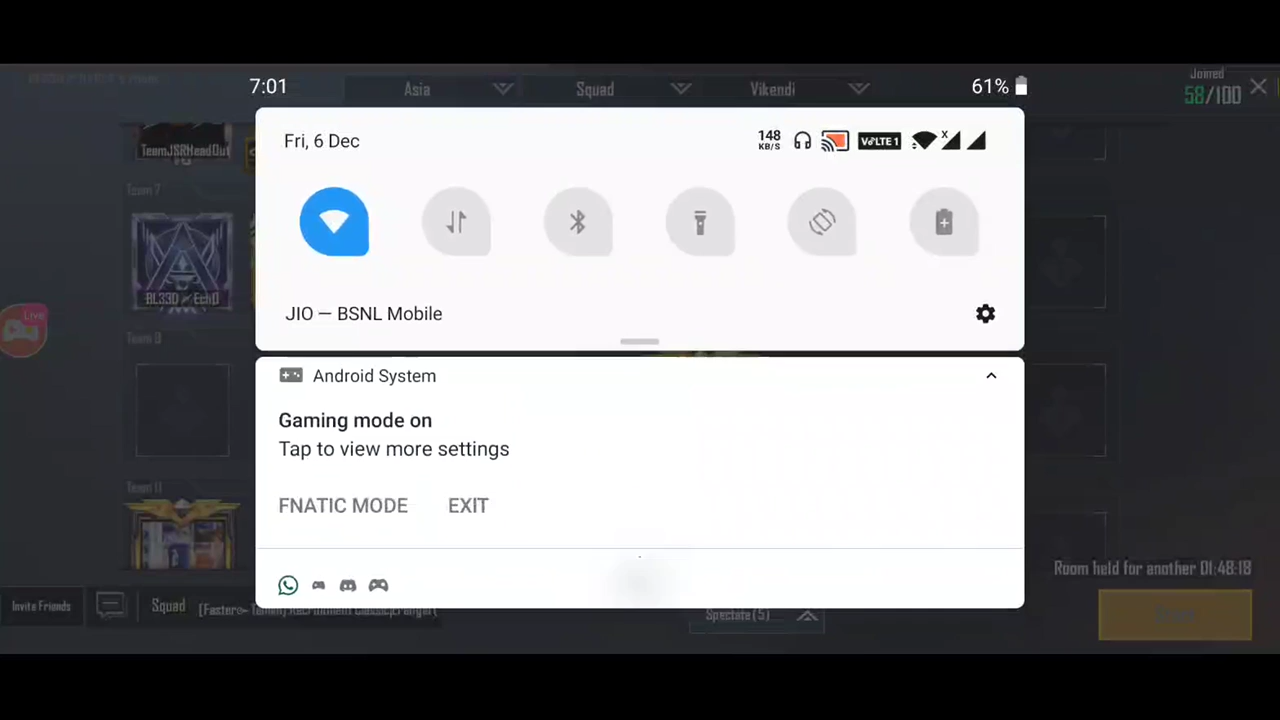 7:01
Asia
Squad
Vikendi
61%
Joined
58/100
Fri, 6 Dec
148
KB/S
VoLTE 1
TeamJSRHeadOut
Team 7
Live
JIO — BSNL Mobile
Android System
Gaming mode on
Tap to view more settings
FNATIC MODE
EXIT
Team 11
Room held for another 01:48:18
Invite Friends
Squad
Spectate (5)
Start